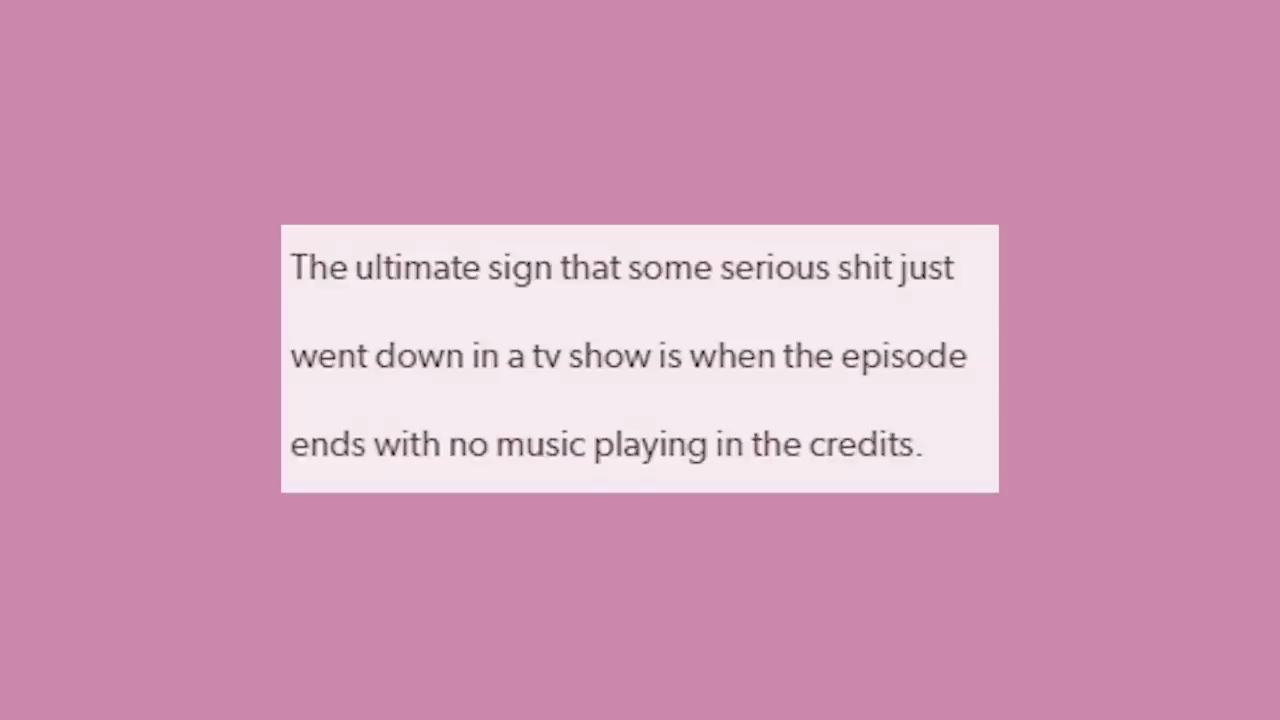 The ultimate sign that some serious shit just
went down in a tv show is when the episode
ends with no music playing in the credits.